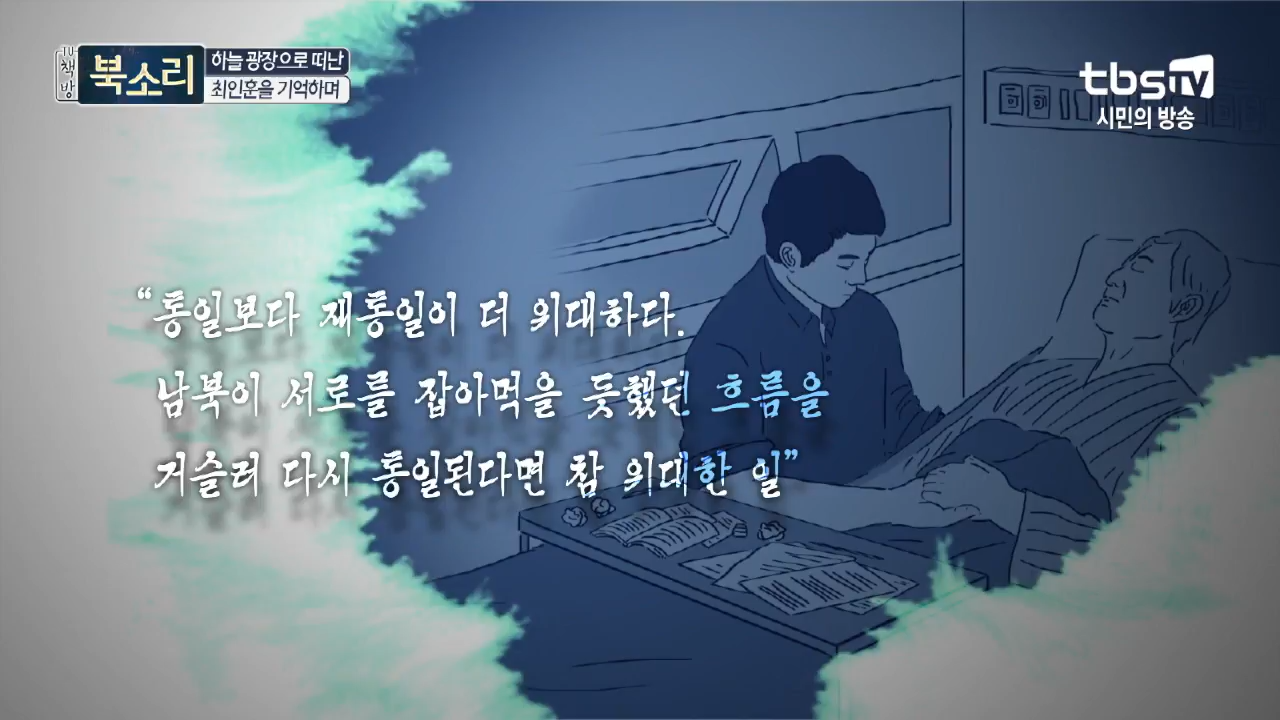 TV
책방
북소리
하늘 광장으로 떠난
최인훈을 기억하며
tbsTV
시민의 방송
“통일보다 재통일이 더 위대하다.
남북이 서로를 잡아먹을 듯했던 흐름을
거슬러 다시 통일된다면 참 위대한 일”